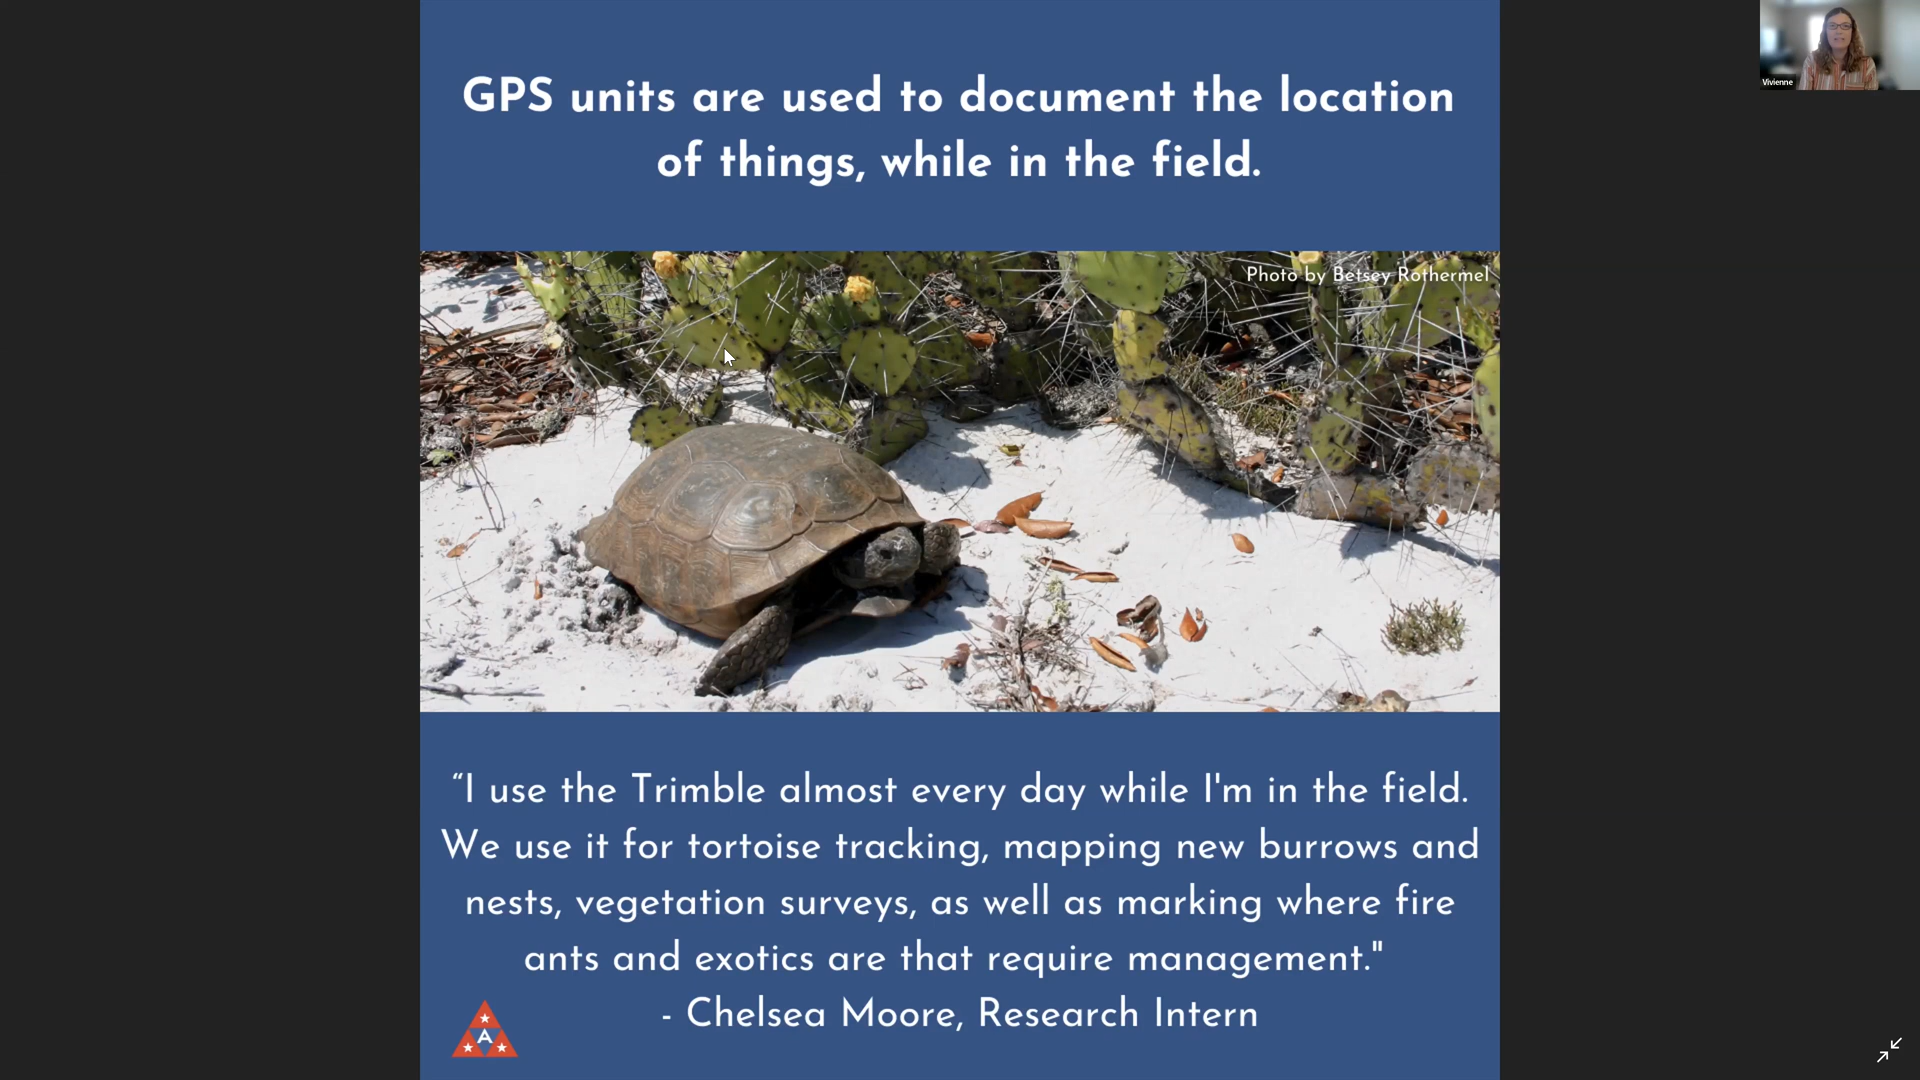 Vivienne
GPS units are used to document the location
of things, while in the field.
Photo by Betsey Rothermel
“I use the Trimble almost every day while I'm in the field.
We use it for tortoise tracking, mapping new burrows and
nests, vegetation surveys, as well as marking where fire
ants and exotics are that require management."
- Chelsea Moore, Research Intern
A